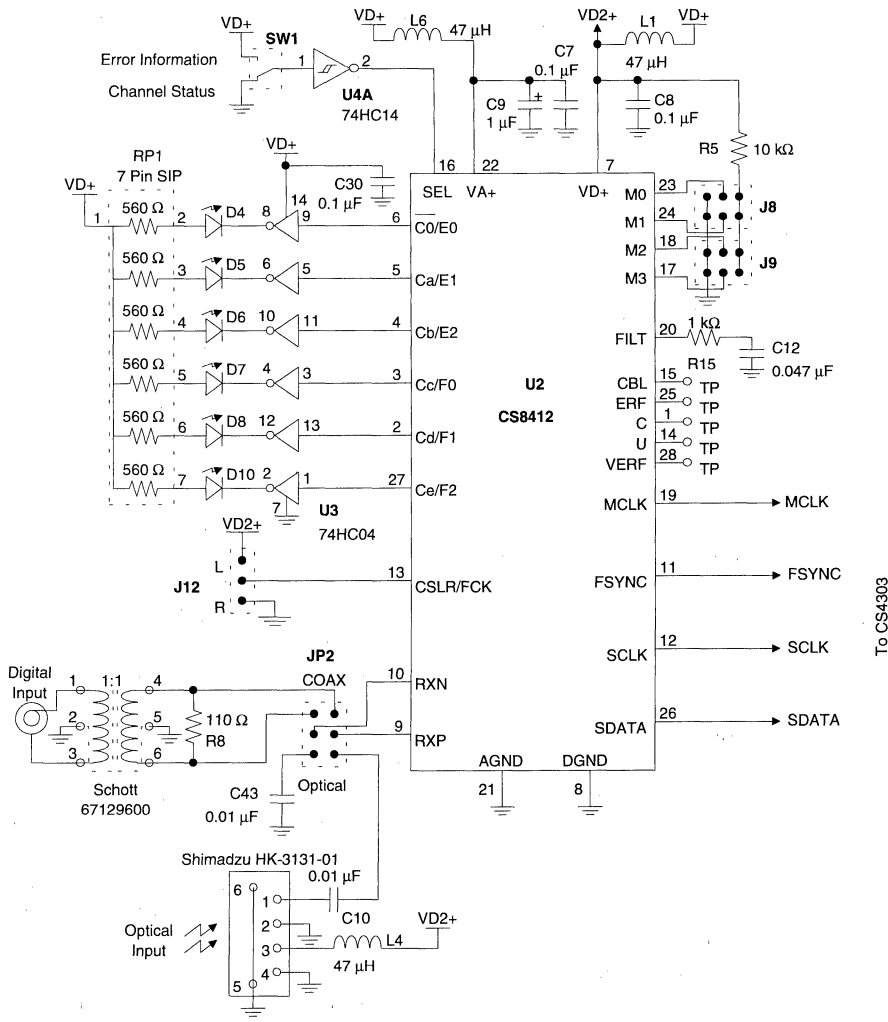 VD+
SW1
Error Information
Channel Status
1
2
U4A
74HC14
VD+
L6
47 µH
VD2+
L1
VD+
47 µH
C7
0.1 µF
C9
+
1 µF
C8
0.1 µF
R5
10 kΩ
RP1
7 Pin SIP
VD+
1
VD+
C30
0.1 µF
16
22
7
SEL
VA+
VD+
560 Ω
2
D4
8
14
9
6
C0/E0
560 Ω
3
D5
6
5
5
Ca/E1
560 Ω
4
D6
10
11
4
Cb/E2
560 Ω
5
D7
4
3
3
Cc/F0
560 Ω
6
D8
12
13
2
Cd/F1
560 Ω
7
D10
2
1
27
Ce/F2
7
U3
74HC04
U2
CS8412
M0
23
M1
24
M2
18
M3
17
J8
J9
FILT
20
1 kΩ
R15
C12
0.047 µF
CBL
15
TP
ERF
25
TP
C
1
TP
U
14
TP
VERF
28
TP
MCLK
19
MCLK
FSYNC
11
FSYNC
SCLK
12
SCLK
SDATA
26
SDATA
To CS4303
VD2+
J12
L
R
13
CSLR/FCK
JP2
COAX
10
RXN
9
RXP
Optical
AGND
DGND
21
8
Digital
Input
1
1:1
4
2
5
3
6
110 Ω
R8
Schott
67129600
C43
0.01 µF
Shimadzu HK-3131-01
0.01 µF
C10
6
1
2
3
4
5
Optical
Input
L4
47 µH
VD2+